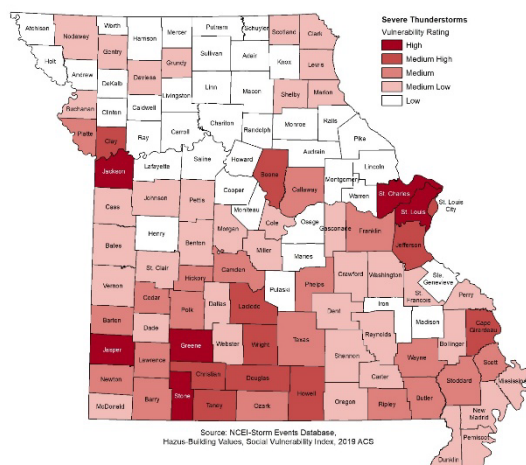 Severe Thunderstorms
Vulnerability Rating
High
Medium High
Medium
Medium Low
Low
Atchison
Worth
Nodaway
Harrison
Mercer
Putnam
Schuyler
Scotland
Clark
Gentry
Sullivan
Adair
Knox
Lewis
Holt
Andrew
DeKalb
Daviess
Grundy
Linn
Macon
Shelby
Marion
Buchanan
Clinton
Caldwell
Livingston
Chariton
Monroe
Ralls
Platte
Clay
Ray
Carroll
Randolph
Pike
Audrain
Jackson
Lafayette
Saline
Howard
Boone
Callaway
Montgomery
Lincoln
Warren
St. Charles
St. Louis
St. Louis
City
Cooper
Cass
Johnson
Pettis
Moniteau
Cole
Osage
Gasconade
Franklin
Jefferson
Henry
Morgan
Bates
Benton
Miller
Maries
Ste.
Genevieve
St. Clair
Camden
Crawford
Washington
St.
Francois
Perry
Vernon
Hickory
Pulaski
Phelps
Iron
Madison
Cedar
Dallas
Laclede
Dent
Barton
Polk
Reynolds
Bollinger
Cape
Girardeau
Dade
Texas
Wayne
Jasper
Greene
Webster
Wright
Shannon
Scott
Lawrence
Carter
Stoddard
Mississippi
Newton
Christian
Douglas
Howell
Butler
McDonald
Barry
Stone
Taney
Ozark
Oregon
Ripley
New
Madrid
Pemiscot
Dunklin
Source: NCEI-Storm Events Database,
Hazus-Building Values, Social Vulnerability Index, 2019 ACS